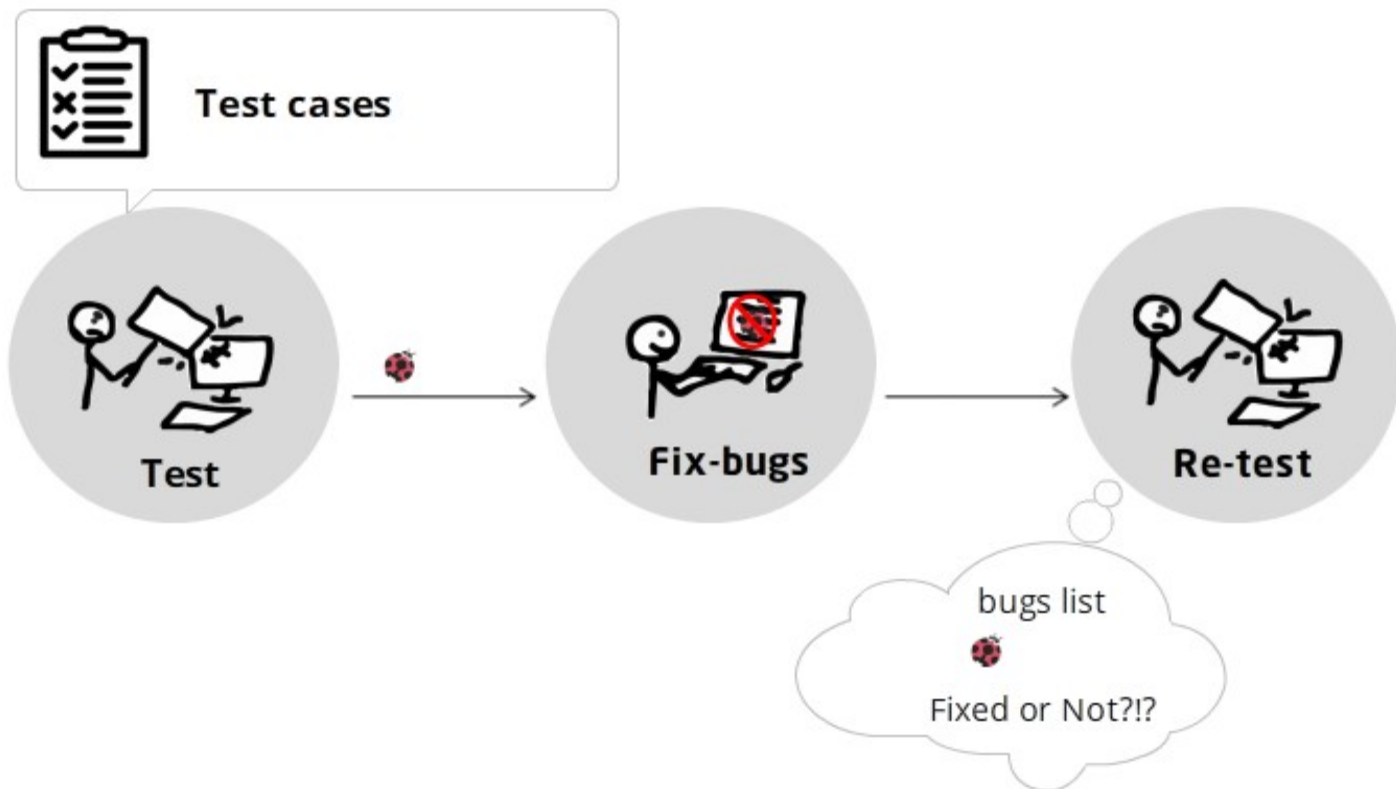 Test cases
Test
Fix-bugs
Re-test
bugs list
Fixed or Not?!?